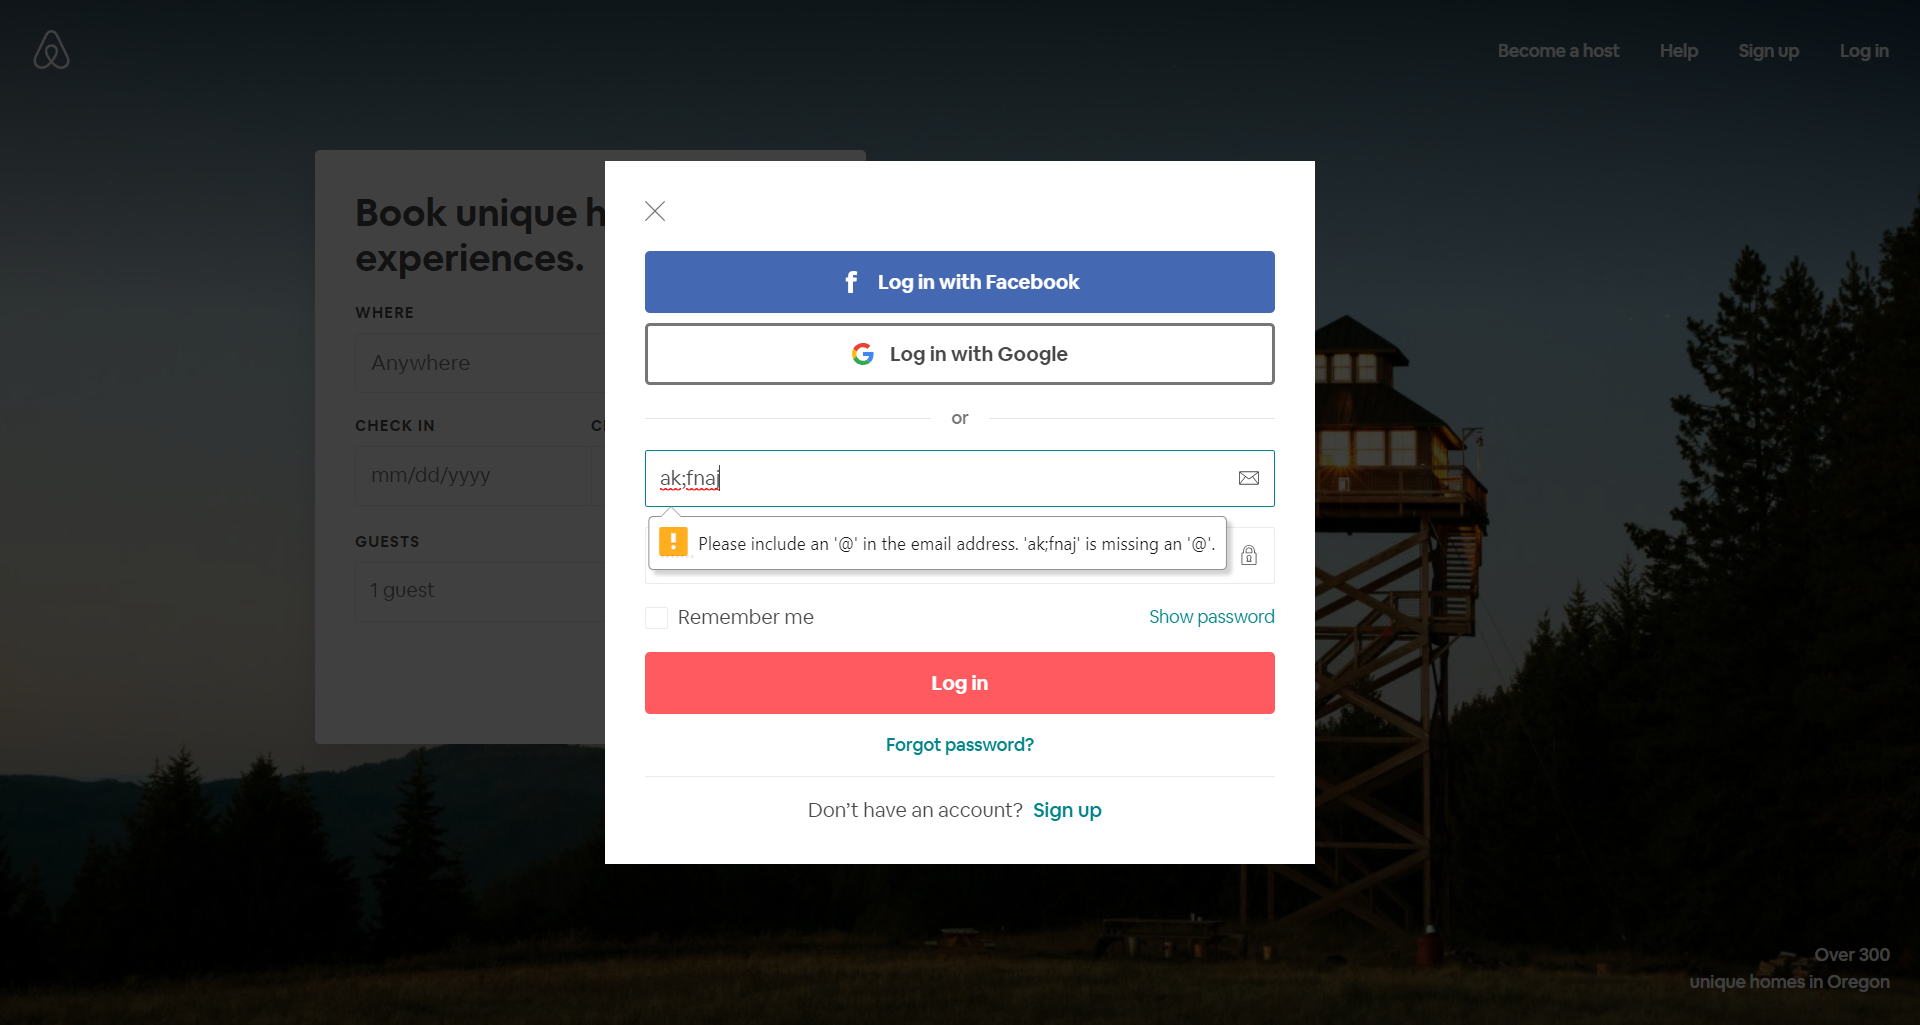 Become a host
Help
Sign up
Log in
Book unique h
experiences.
WHERE
Anywhere
CHECK IN
mm/dd/yyyy
GUESTS
1 guest
Log in with Facebook
Log in with Google
or
ak;fnaj
Please include an '@' in the email address. 'ak;fnaj' is missing an '@'.
Remember me
Show password
Log in
Forgot password?
Don’t have an account? Sign up
Over 300
unique homes in Oregon